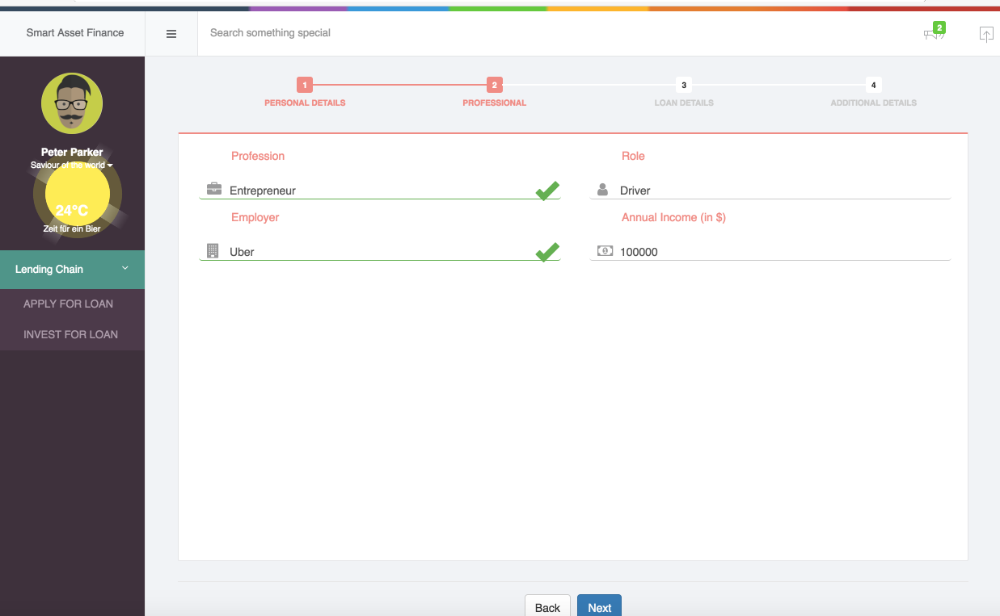 Smart Asset Finance
Search something special
2
1
2
3
4
PERSONAL DETAILS
PROFESSIONAL
LOAN DETAILS
ADDITIONAL DETAILS
Peter Parker
Saviour of the world
24°C
Zeit für ein Bier
Lending Chain
APPLY FOR LOAN
INVEST FOR LOAN
Profession
Role
Entrepreneur
Driver
Employer
Annual Income (in $)
Uber
100000
Back
Next